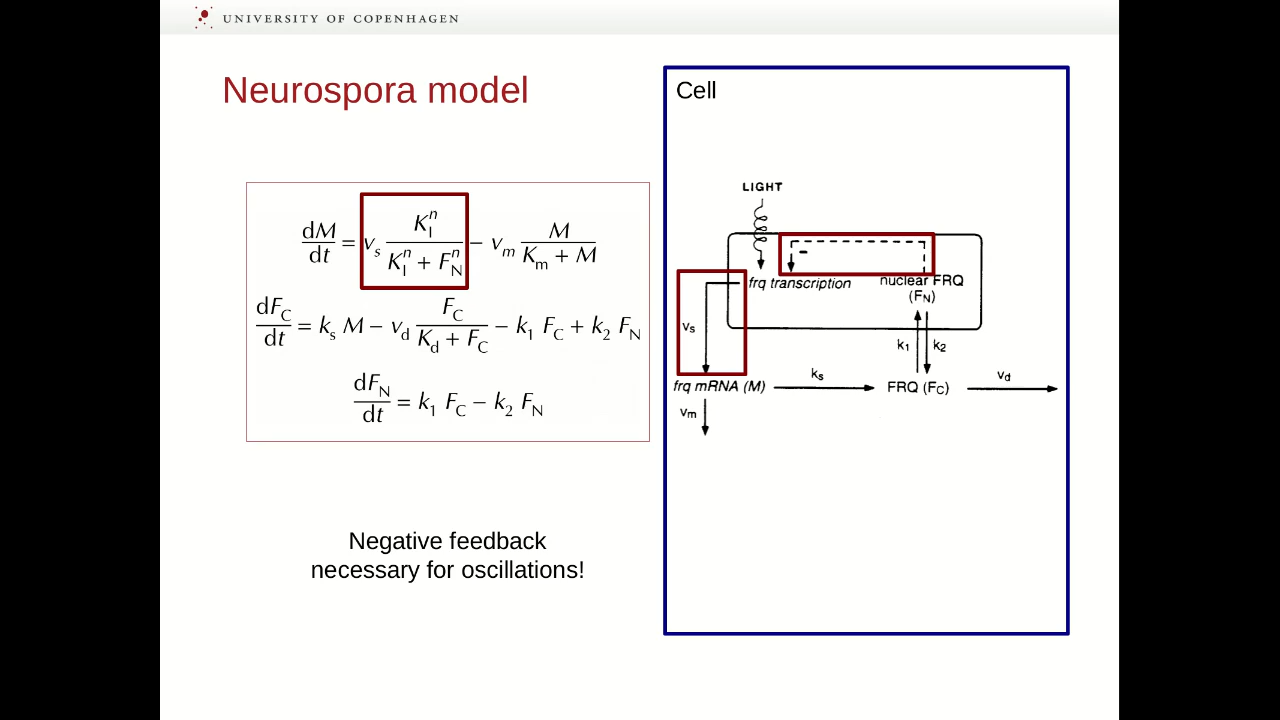 UNIVERSITY OF COPENHAGEN
Neurospora model
dM/dt = v_s K_I^n/(K_I^n + F_N^n) − v_m M/(K_m + M)
dF_C/dt = k_s M − v_d F_C/(K_d + F_C) − k_1 F_C + k_2 F_N
dF_N/dt = k_1 F_C − k_2 F_N
Negative feedback
necessary for oscillations!
Cell
LIGHT
-
frq transcription
nuclear FRQ
(F_N)
v_s
k_1
k_2
frq mRNA (M)
k_s
FRQ (F_C)
v_d
v_m